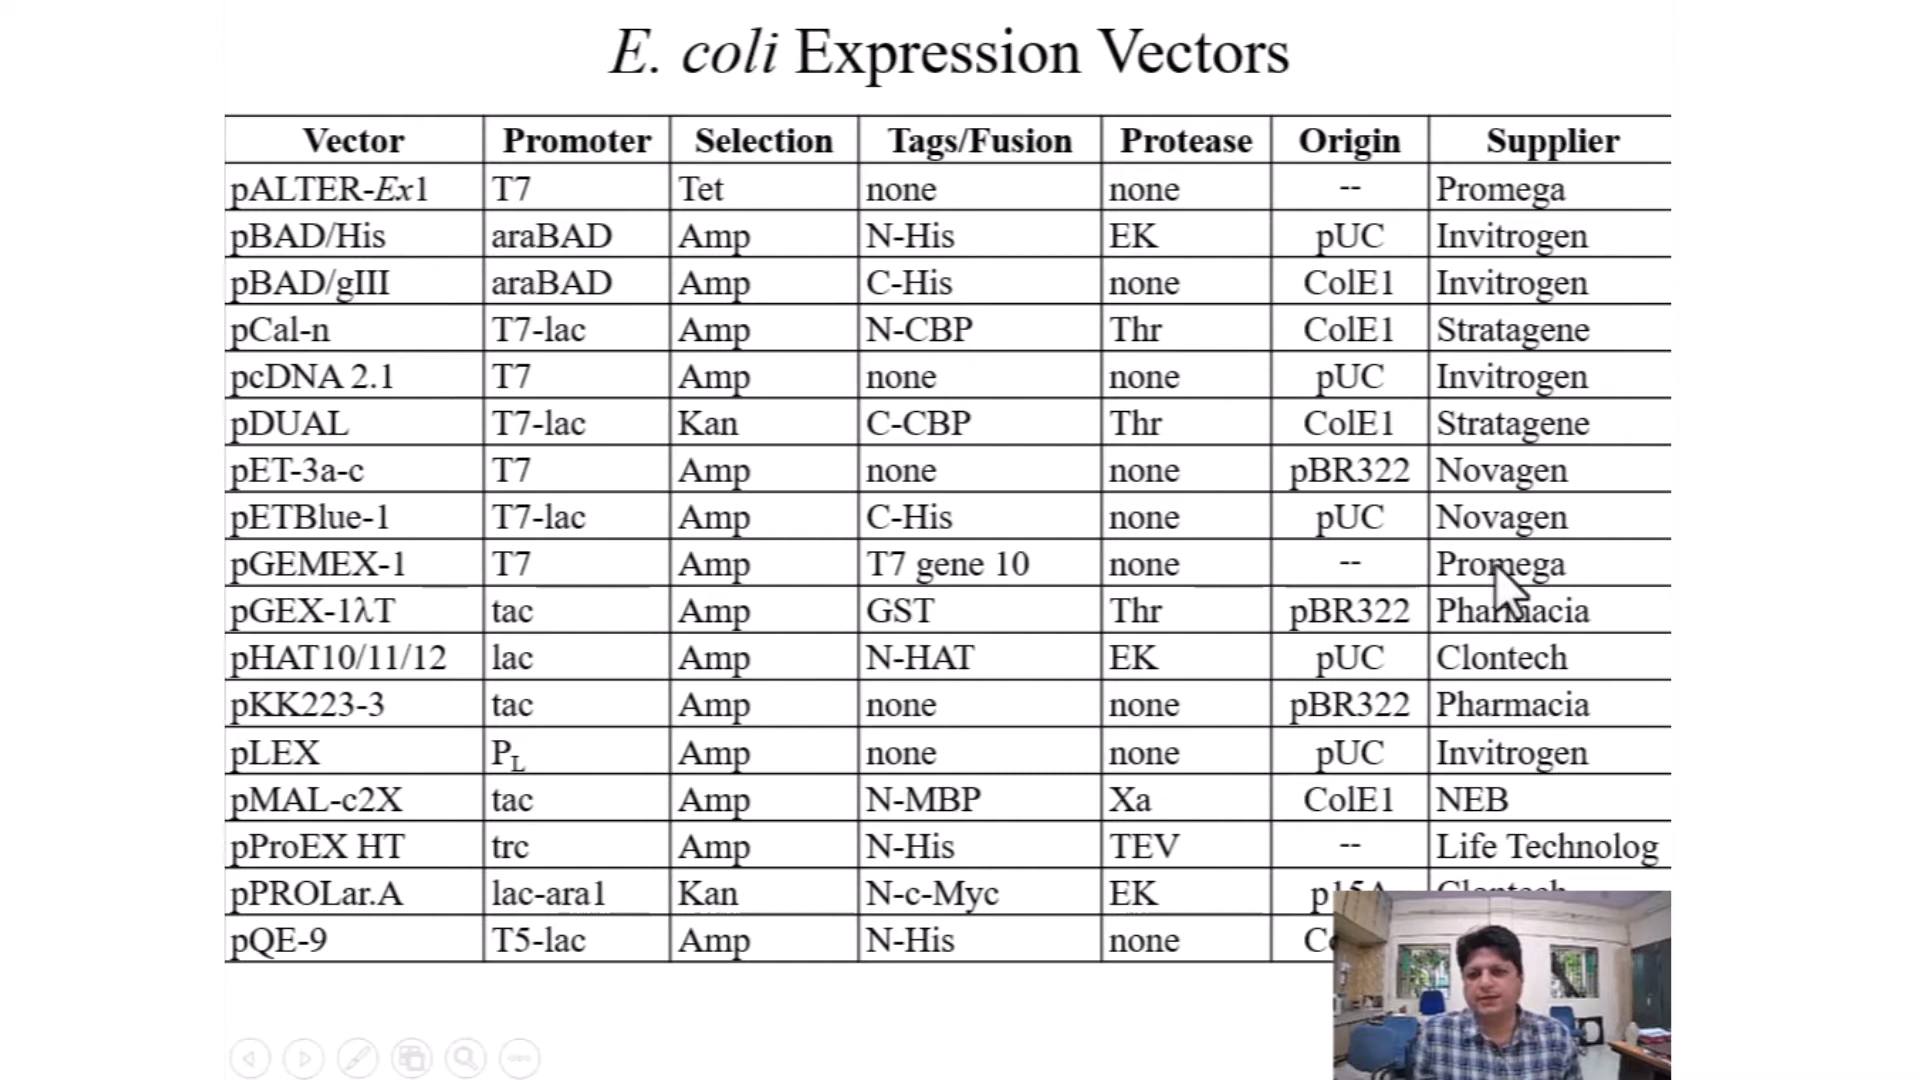 E. coli Expression Vectors
Vector Promoter Selection Tags/Fusion Protease Origin Supplier
pALTER-Ex1 T7 Tet none none -- Promega
pBAD/His araBAD Amp N-His EK pUC Invitrogen
pBAD/gIII araBAD Amp C-His none ColE1 Invitrogen
pCal-n T7-lac Amp N-CBP Thr ColE1 Stratagene
pcDNA 2.1 T7 Amp none none pUC Invitrogen
pDUAL T7-lac Kan C-CBP Thr ColE1 Stratagene
pET-3a-c T7 Amp none none pBR322 Novagen
pETBlue-1 T7-lac Amp C-His none pUC Novagen
pGEMEX-1 T7 Amp T7 gene 10 none -- Promega
pGEX-1λT tac Amp GST Thr pBR322 Pharmacia
pHAT10/11/12 lac Amp N-HAT EK pUC Clontech
pKK223-3 tac Amp none none pBR322 Pharmacia
pLEX PL Amp none none pUC Invitrogen
pMAL-c2X tac Amp N-MBP Xa ColE1 NEB
pProEX HT trc Amp N-His TEV -- Life Technolog
pPROLar.A lac-ara1 Kan N-c-Myc EK p15A Clontech
pQE-9 T5-lac Amp N-His none